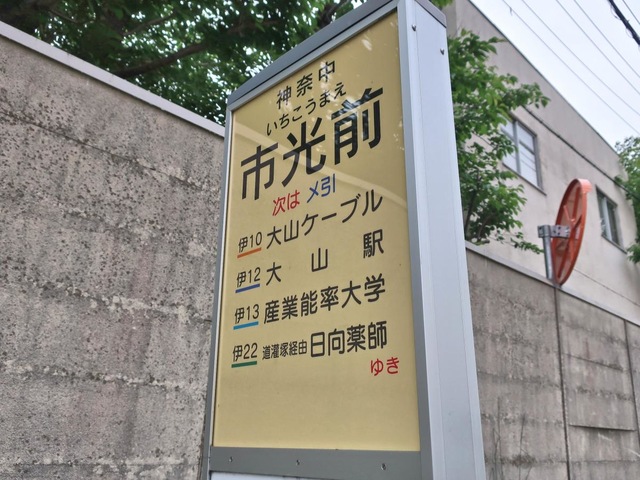 神奈中
いちこうまえ
市光前
次は 〆引
伊10 大山ケーブル
伊12 大山駅
伊13 産業能率大学
伊22 道灌塚経由 日向薬師
ゆき